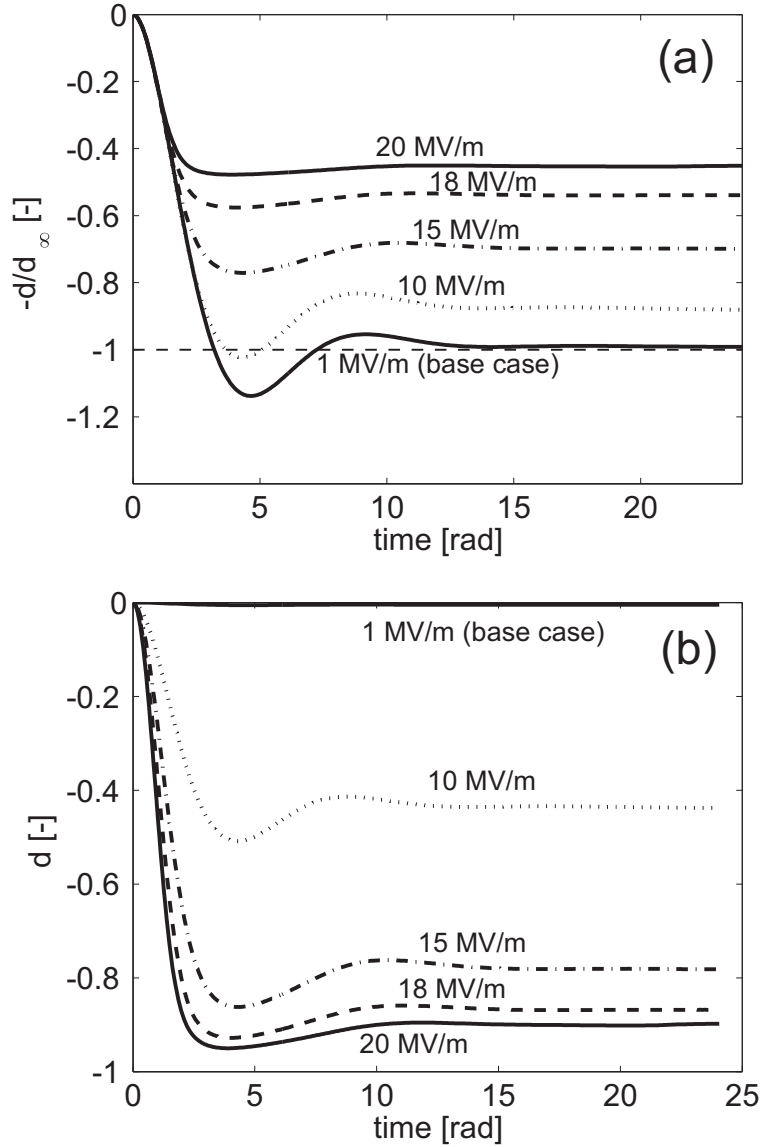 (a)
-d/d∞ [-]
0
-0.2
-0.4
-0.6
-0.8
-1
-1.2
20 MV/m
18 MV/m
15 MV/m
10 MV/m
1 MV/m (base case)
0 5 10 15 20
time [rad]
(b)
d [-]
0
-0.2
-0.4
-0.6
-0.8
-1
1 MV/m (base case)
10 MV/m
15 MV/m
18 MV/m
20 MV/m
0 5 10 15 20 25
time [rad]